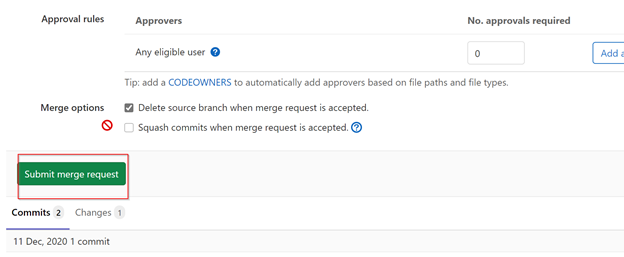 Approval rules
Approvers
No. approvals required
Any eligible user
0
Add a
Tip: add a CODEOWNERS to automatically add approvers based on file paths and file types.
Merge options
Delete source branch when merge request is accepted.
Squash commits when merge request is accepted.
Submit merge request
Commits 2 Changes 1
11 Dec, 2020 1 commit